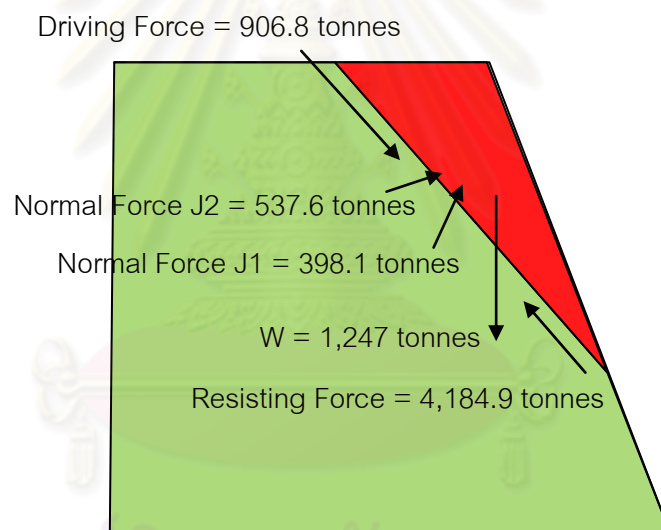 Driving Force = 906.8 tonnes
Normal Force J2 = 537.6 tonnes
Normal Force J1 = 398.1 tonnes
W = 1,247 tonnes
Resisting Force = 4,184.9 tonnes